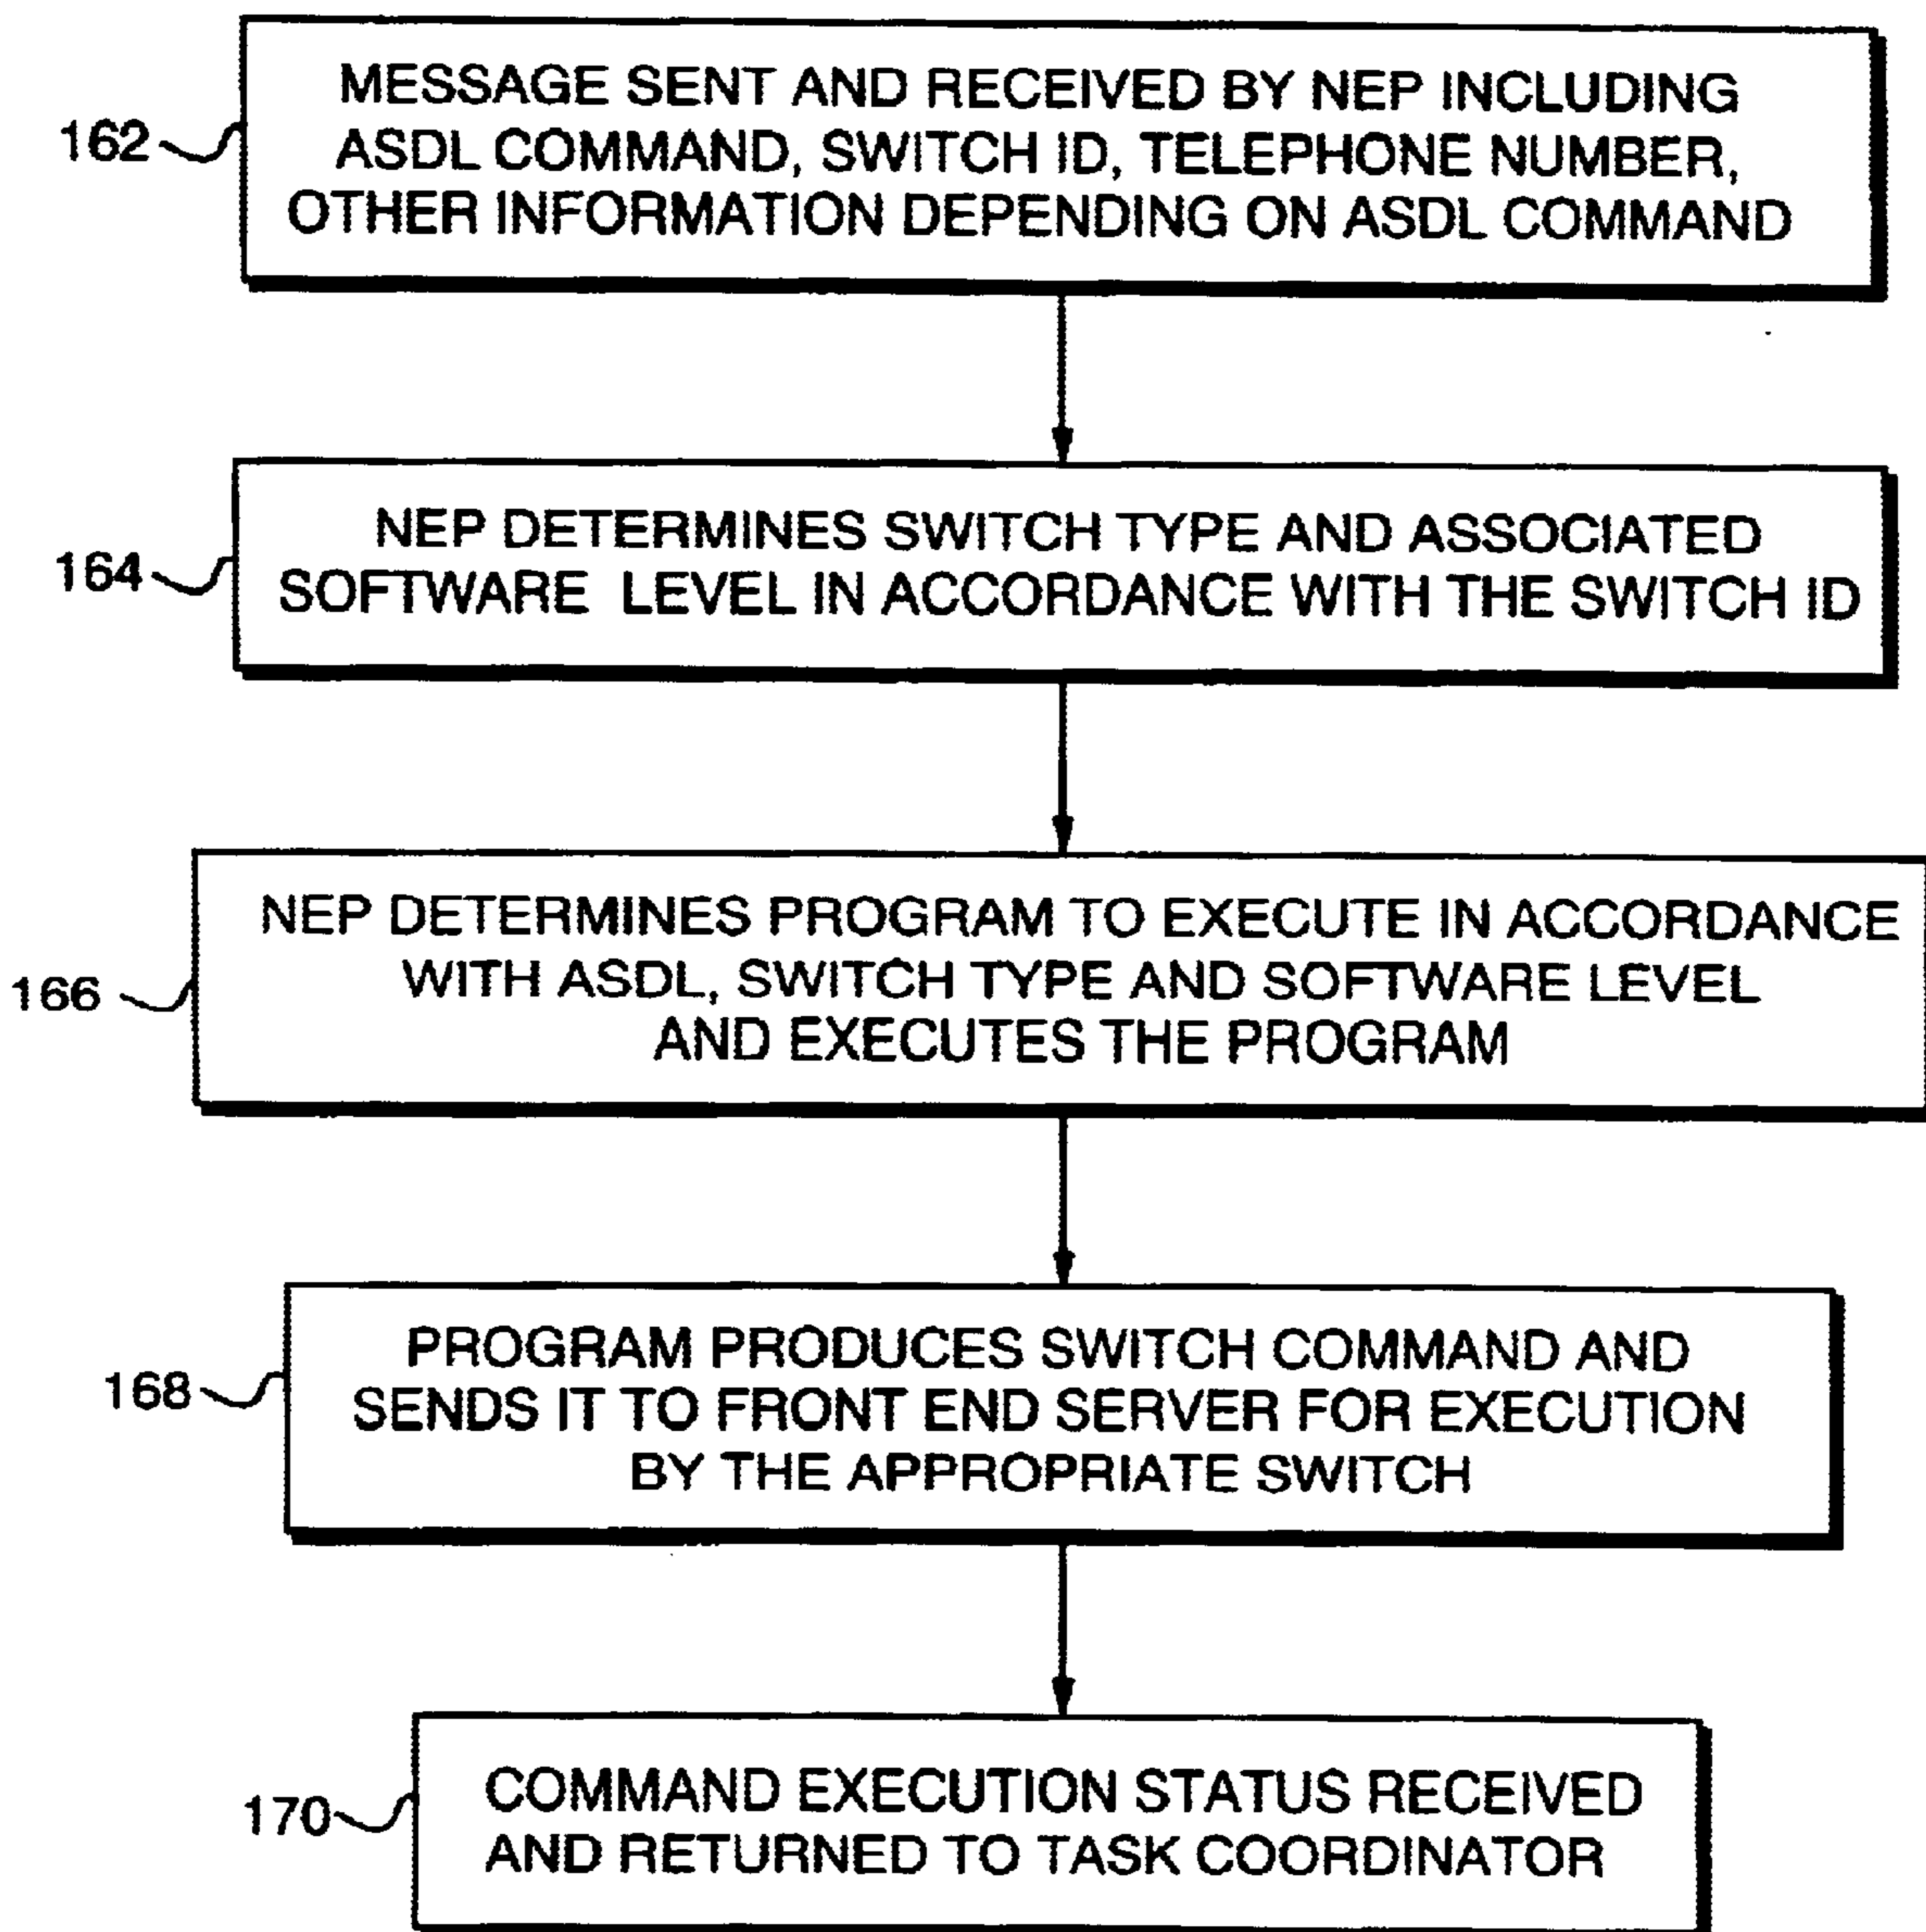 162
MESSAGE SENT AND RECEIVED BY NEP INCLUDING
ASDL COMMAND, SWITCH ID, TELEPHONE NUMBER,
OTHER INFORMATION DEPENDING ON ASDL COMMAND
164
NEP DETERMINES SWITCH TYPE AND ASSOCIATED
SOFTWARE LEVEL IN ACCORDANCE WITH THE SWITCH ID
166
NEP DETERMINES PROGRAM TO EXECUTE IN ACCORDANCE
WITH ASDL, SWITCH TYPE AND SOFTWARE LEVEL
AND EXECUTES THE PROGRAM
168
PROGRAM PRODUCES SWITCH COMMAND AND
SENDS IT TO FRONT END SERVER FOR EXECUTION
BY THE APPROPRIATE SWITCH
170
COMMAND EXECUTION STATUS RECEIVED
AND RETURNED TO TASK COORDINATOR